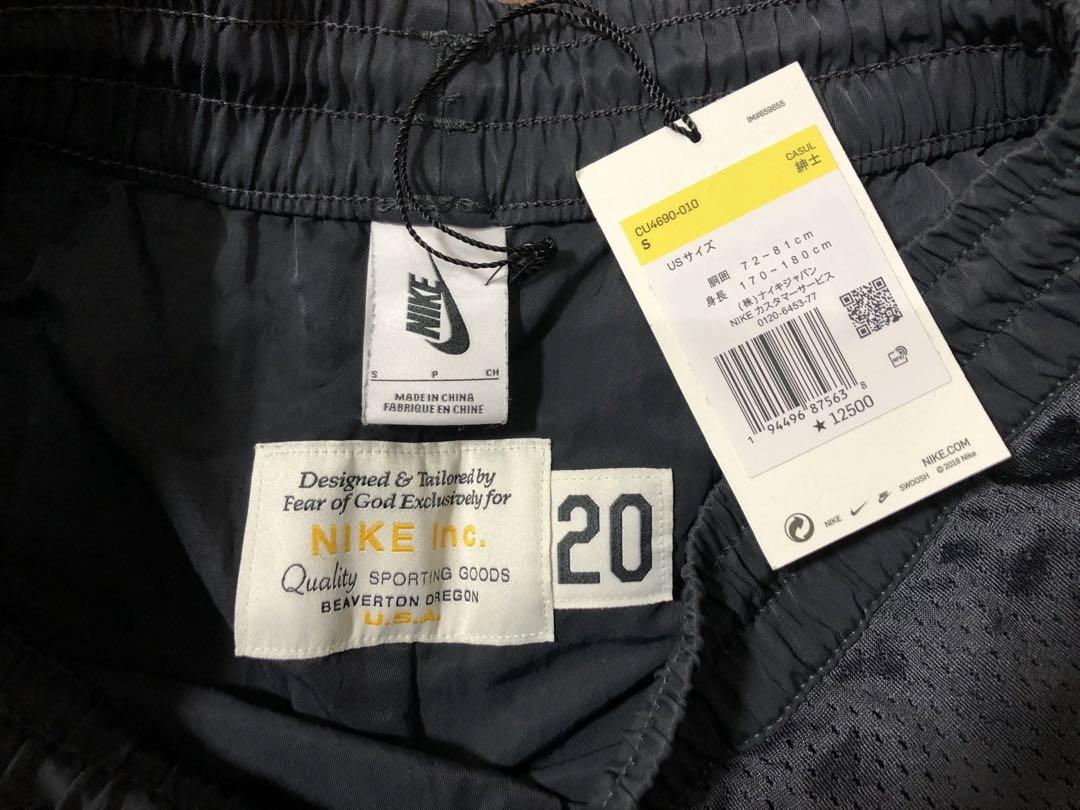 NIKE
S P CH
MADE IN CHINA
FABRIQUÉ EN CHINE
Designed & Tailored by
Fear of God Exclusively for
NIKE Inc.
Quality SPORTING GOODS
BEAVERTON OREGON
U.S.A.
20
IM#659655
CASUL
紳士
CU4690-010
S
USサイズ
胴囲 72-81cm
身長 170-180cm
(株)ナイキジャパン
NIKE カスタマーサービス
0120-6453-77
RFID
1 94496 87563 8
★ 12500
NIKE.COM
© 2018 Nike
NIKE SWOOSH